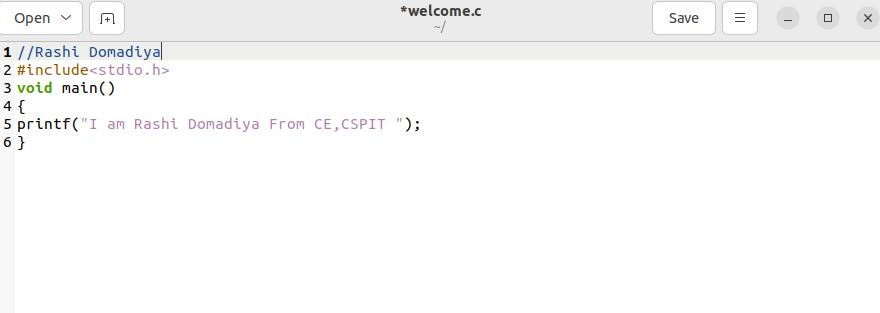 Open
*welcome.c
~/
Save
1 //Rashi Domadiya
2 #include<stdio.h>
3 void main()
4 {
5 printf("I am Rashi Domadiya From CE,CSPIT ");
6 }